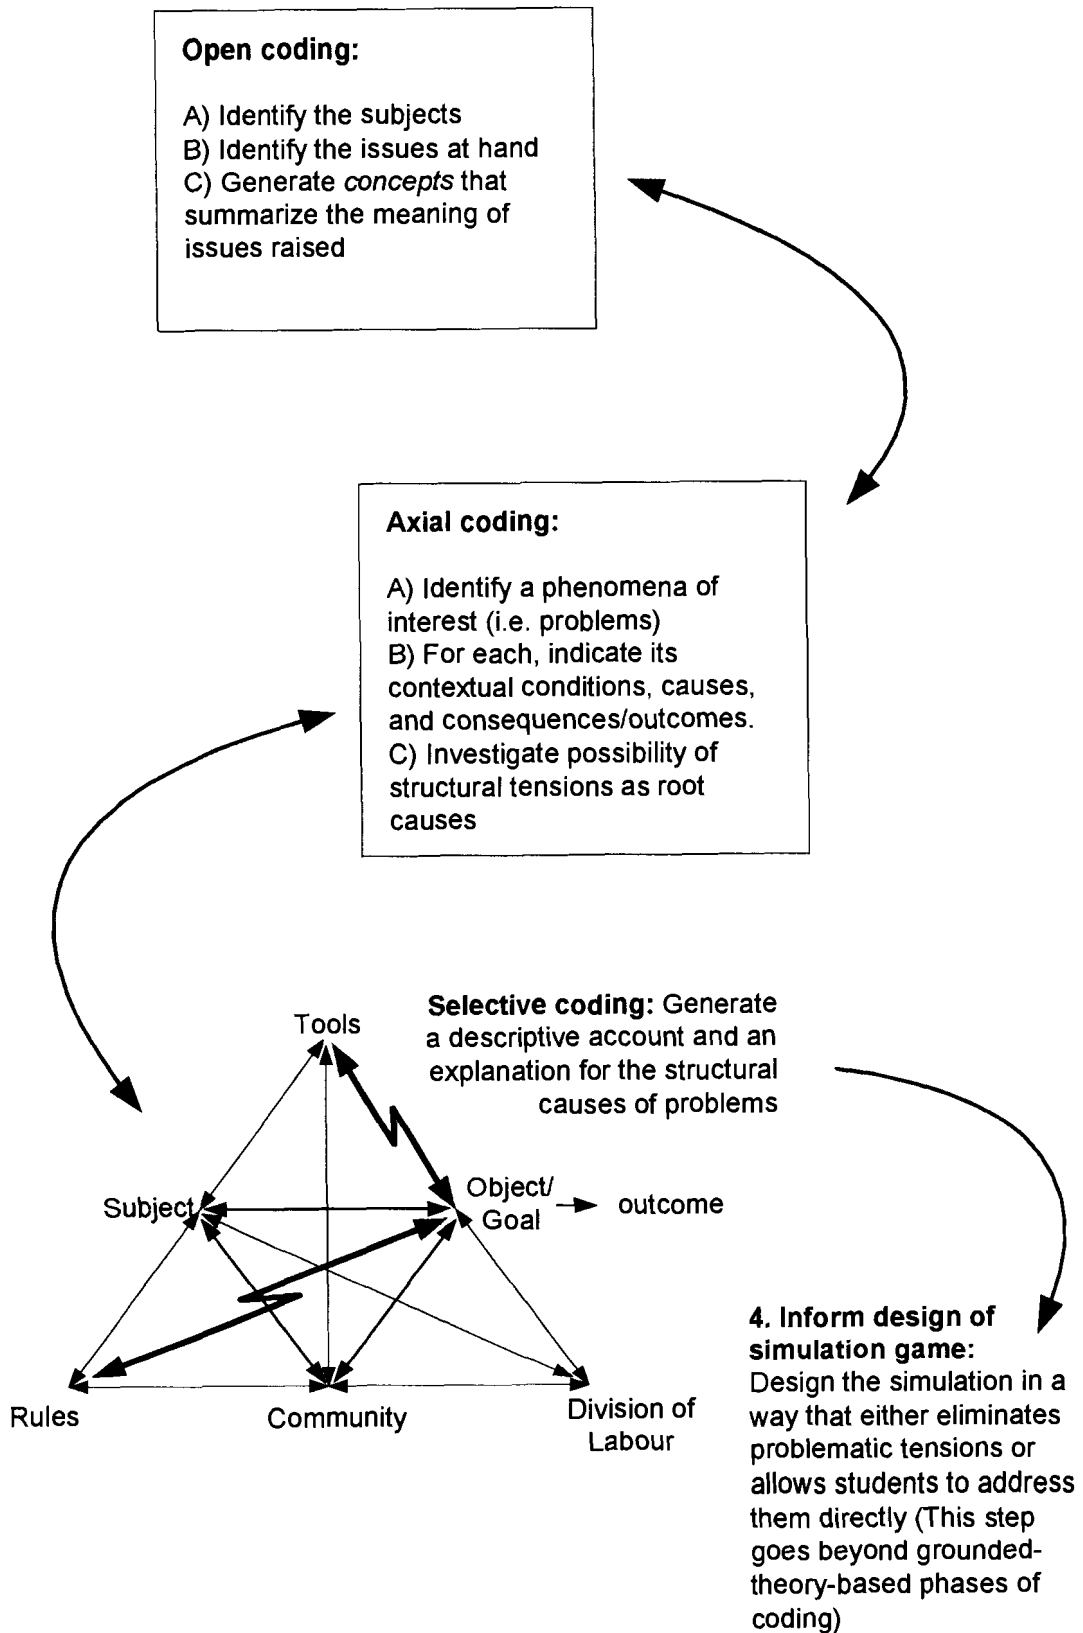 Open coding:
A) Identify the subjects
B) Identify the issues at hand
C) Generate concepts that
summarize the meaning of
issues raised
Axial coding:
A) Identify a phenomena of
interest (i.e. problems)
B) For each, indicate its
contextual conditions, causes,
and consequences/outcomes.
C) Investigate possibility of
structural tensions as root
causes
Selective coding: Generate
a descriptive account and an
explanation for the structural
causes of problems
Tools
Subject
Object/
Goal
outcome
Rules
Community
Division of
Labour
4. Inform design of
simulation game:
Design the simulation in a
way that either eliminates
problematic tensions or
allows students to address
them directly (This step
goes beyond grounded-
theory-based phases of
coding)